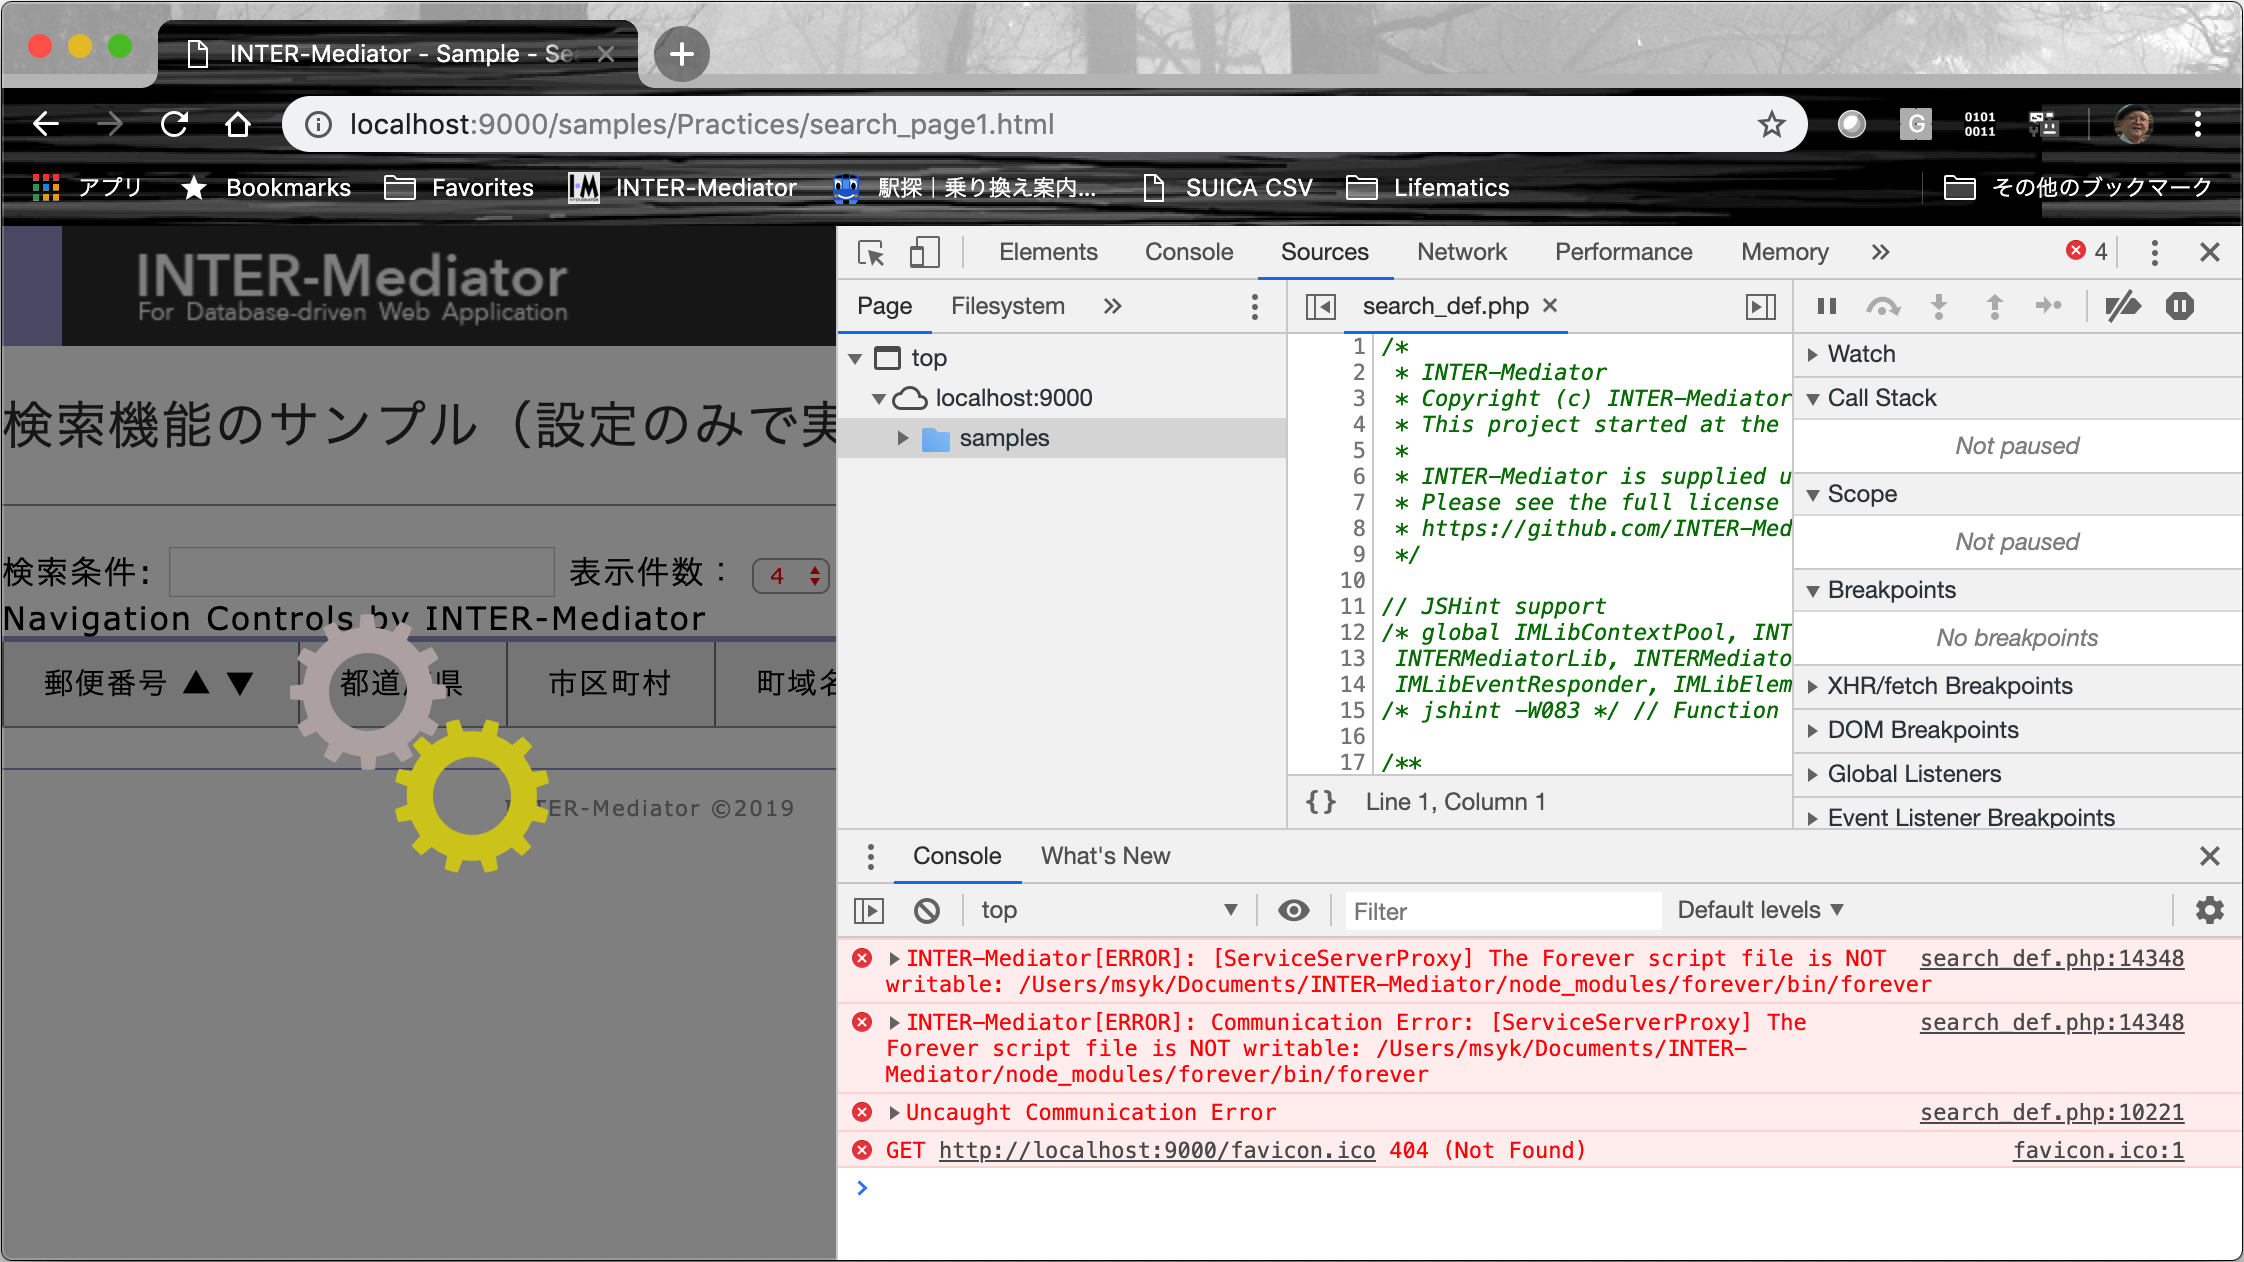 INTER-Mediator - Sample - Se
localhost:9000/samples/Practices/search_page1.html
G
0101
0011
アプリ
Bookmarks
Favorites
INTER-Mediator
駅探｜乗り換え案内...
SUICA CSV
Lifematics
その他のブックマーク
INTER-Mediator
For Database-driven Web Application
検索機能のサンプル（設定のみで実
検索条件:
表示件数：
4
Navigation Controls by INTER-Mediator
郵便番号 ▲ ▼
都道府県
市区町村
町域名
INTER-Mediator ©2019
Elements
Console
Sources
Network
Performance
Memory
»
4
Page
Filesystem
»
search_def.php ×
top
localhost:9000
samples
1 /*
2  * INTER-Mediator
3  * Copyright (c) INTER-Mediator
4  * This project started at the
5  *
6  * INTER-Mediator is supplied u
7  * Please see the full license
8  * https://github.com/INTER-Med
9  */
10
11 // JSHint support
12 /* global IMLibContextPool, INT
13  INTERMediatorLib, INTERMediato
14  IMLibEventResponder, IMLibElem
15 /* jshint -W083 */ // Function
16
17 /**
{} Line 1, Column 1
Watch
Call Stack
Not paused
Scope
Not paused
Breakpoints
No breakpoints
XHR/fetch Breakpoints
DOM Breakpoints
Global Listeners
Event Listener Breakpoints
Console
What's New
top
Filter
Default levels ▼
INTER-Mediator[ERROR]: [ServiceServerProxy] The Forever script file is NOT search_def.php:14348
writable: /Users/msyk/Documents/INTER-Mediator/node_modules/forever/bin/forever
INTER-Mediator[ERROR]: Communication Error: [ServiceServerProxy] The search_def.php:14348
Forever script file is NOT writable: /Users/msyk/Documents/INTER-
Mediator/node_modules/forever/bin/forever
Uncaught Communication Error search_def.php:10221
GET http://localhost:9000/favicon.ico 404 (Not Found) favicon.ico:1